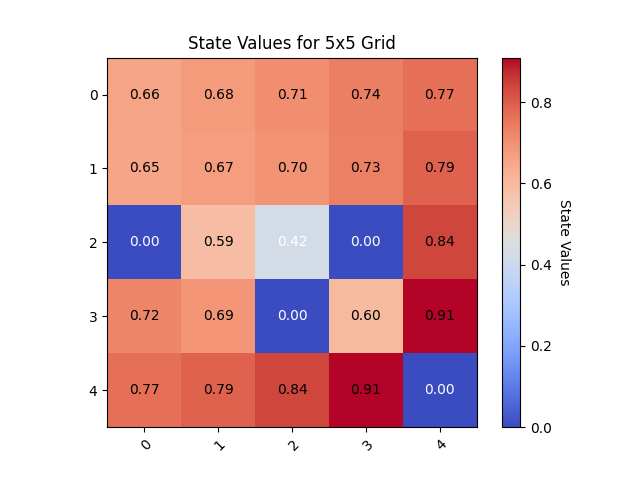 State Values for 5x5 Grid
0 0.66 0.68 0.71 0.74 0.77
1 0.65 0.67 0.70 0.73 0.79
2 0.00 0.59 0.42 0.00 0.84
3 0.72 0.69 0.00 0.60 0.91
4 0.77 0.79 0.84 0.91 0.00
0 1 2 3 4
0.8
0.6
0.4
0.2
0.0
State Values